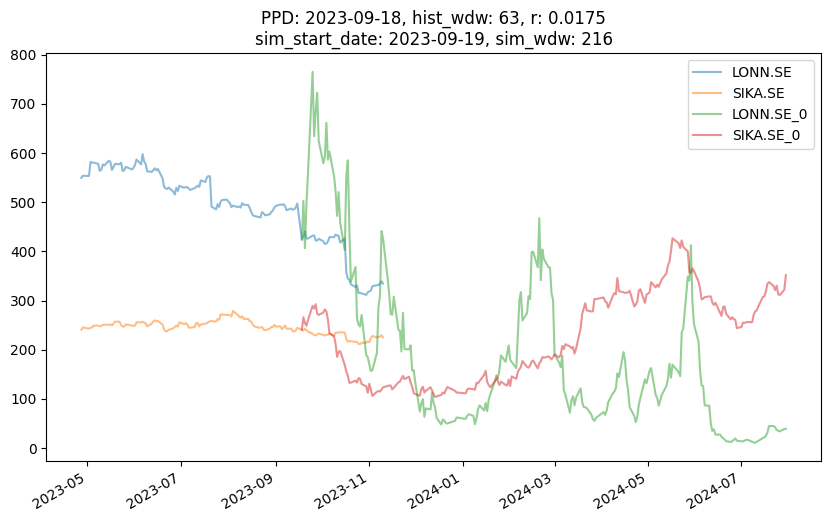 PPD: 2023-09-18, hist_wdw: 63, r: 0.0175
sim_start_date: 2023-09-19, sim_wdw: 216
LONN.SE
SIKA.SE
LONN.SE_0
SIKA.SE_0
800
700
600
500
400
300
200
100
0
2023-05
2023-07
2023-09
2023-11
2024-01
2024-03
2024-05
2024-07